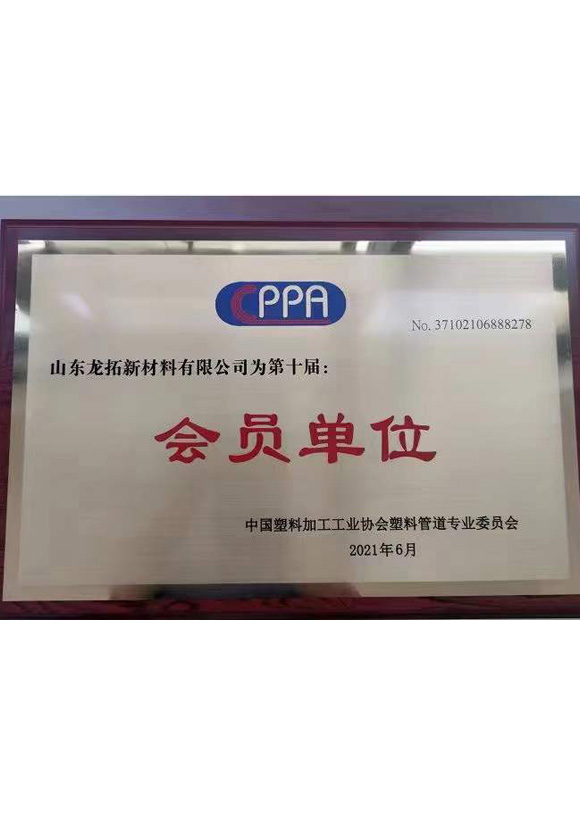 CPPA
No. 37102106888278
山东龙拓新材料有限公司为第十届：
会员单位
中国塑料加工工业协会塑料管道专业委员会
2021年6月